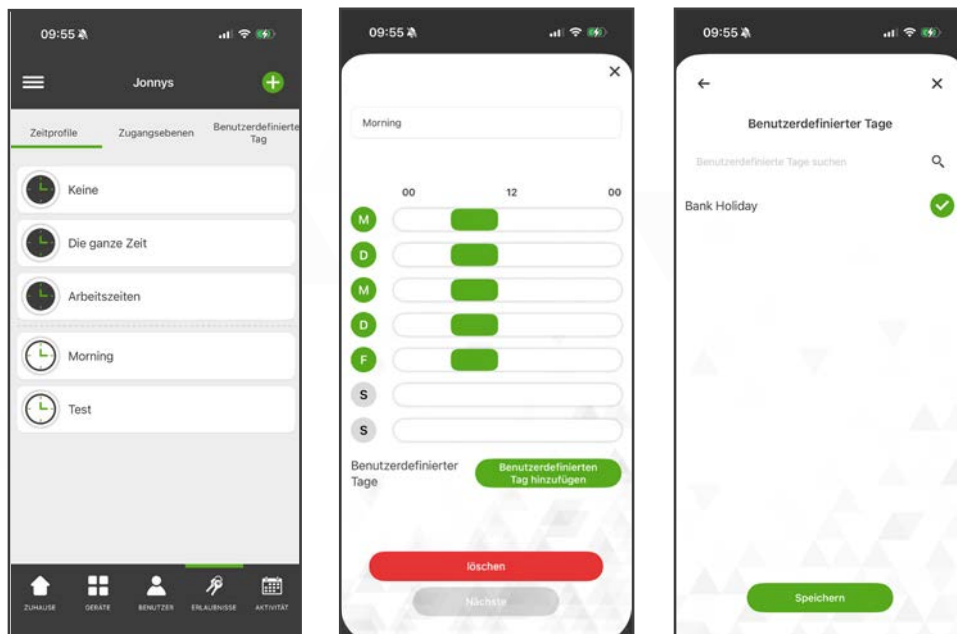 09:55
Jonnys
Zeitprofile
Zugangsebenen
Benutzerdefinierte
Tag
Keine
Die ganze Zeit
Arbeitszeiten
Morning
Test
ZUHAUSE
GERÄTE
BENUTZER
ERLAUBNISSE
AKTIVITÄT
09:55
Morning
00 12 00
M
D
M
D
F
S
S
Benutzerdefinierter
Tage
Benutzerdefinierten
Tag hinzufügen
löschen
Nächste
09:55
Benutzerdefinierter Tage
Benutzerdefinierte Tage suchen
Bank Holiday
Speichern